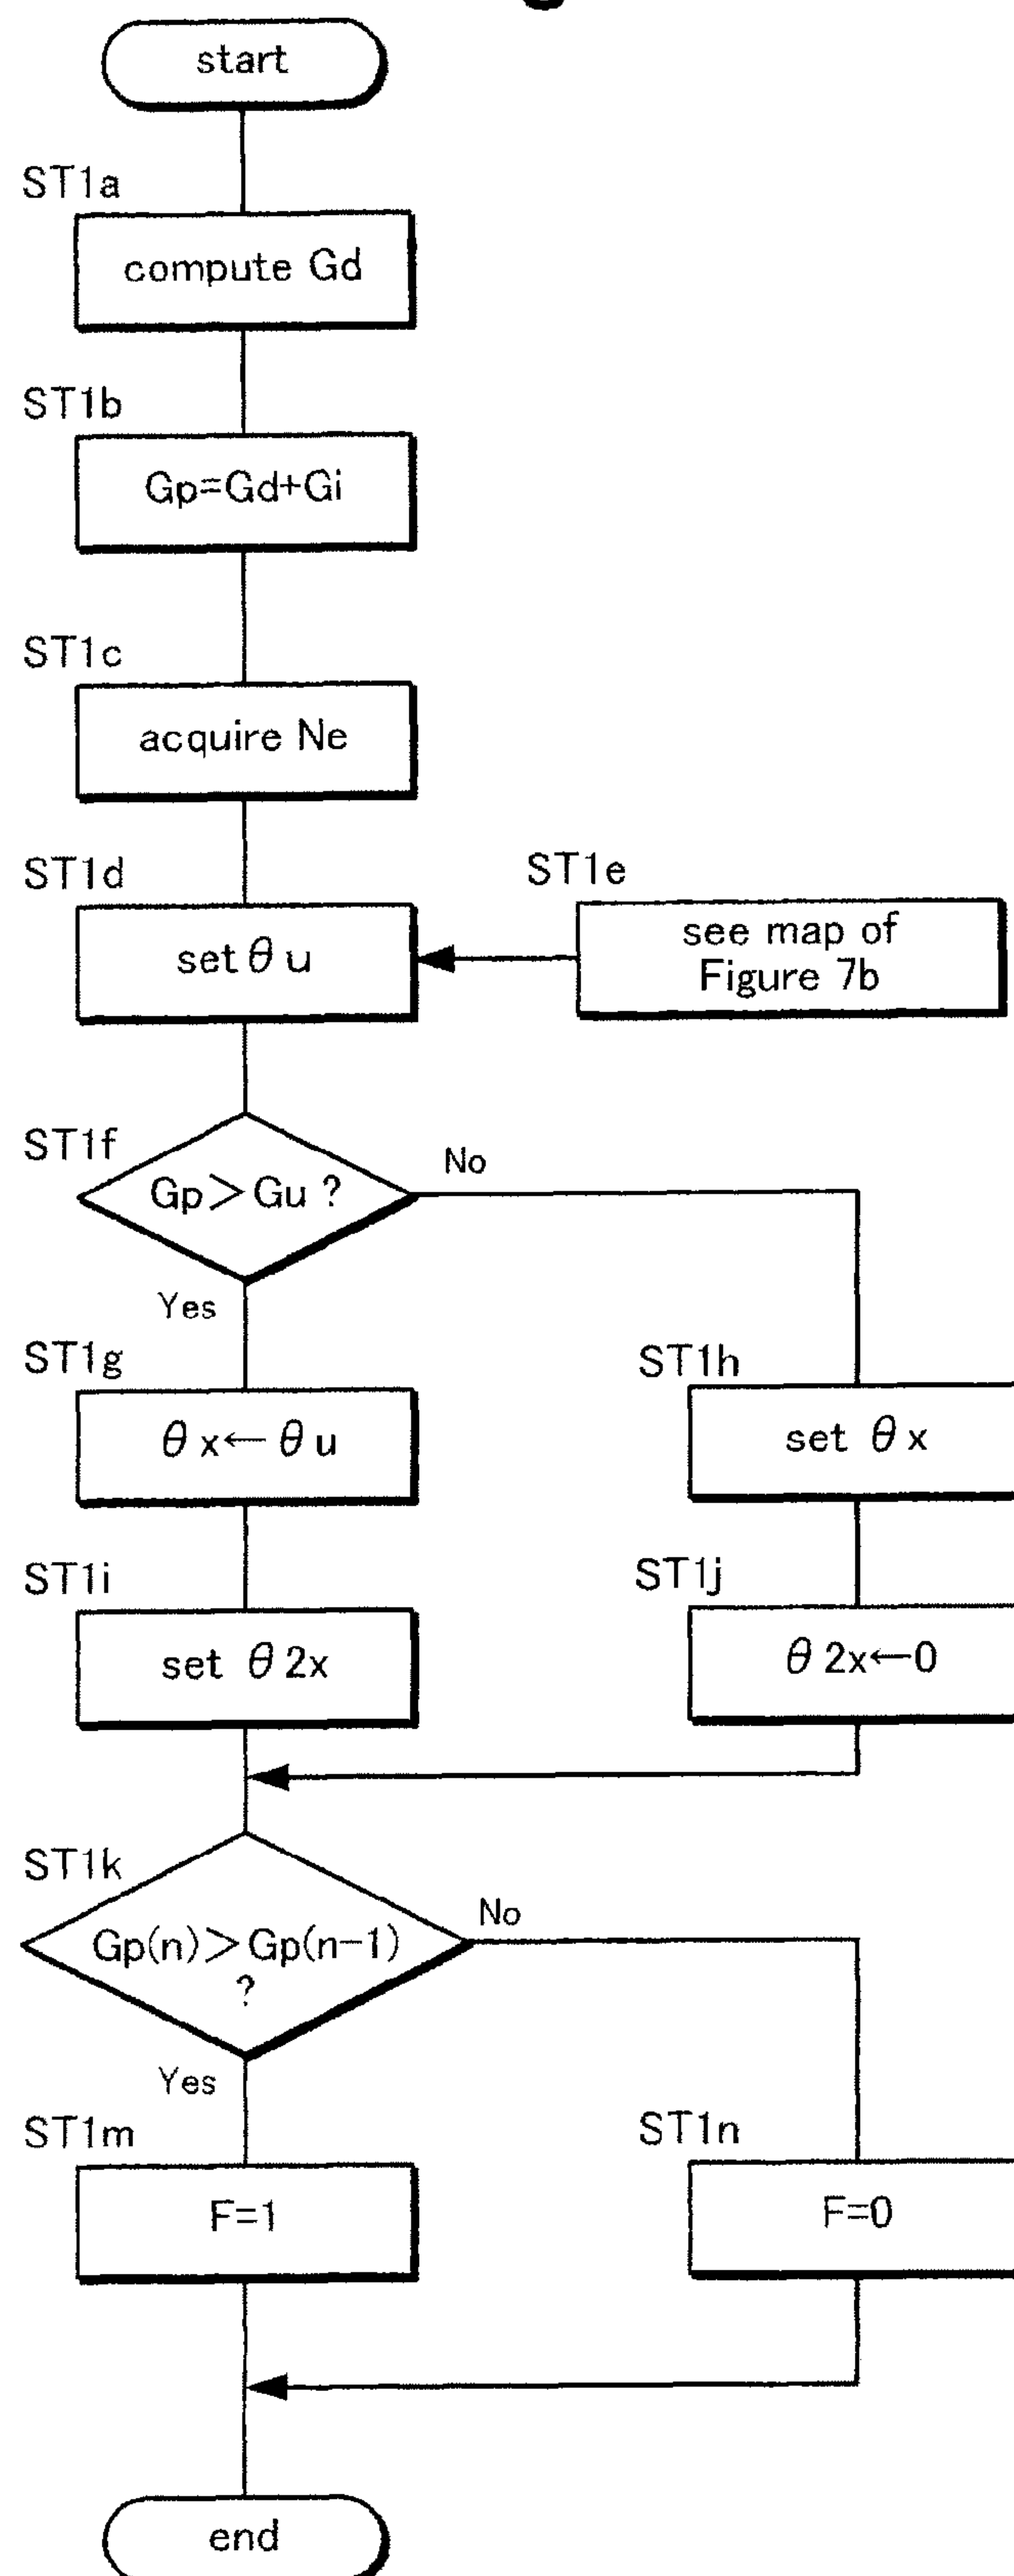 start
ST1a
compute Gd
ST1b
Gp=Gd+Gi
ST1c
acquire Ne
ST1d
set θ u
ST1e
see map of
Figure 7b
ST1f
Gp＞Gu ?
No
Yes
ST1g
θ x← θ u
ST1h
set θ x
ST1i
set θ 2x
ST1j
θ 2x←0
ST1k
Gp(n)＞Gp(n-1)
?
No
Yes
ST1m
F=1
ST1n
F=0
end